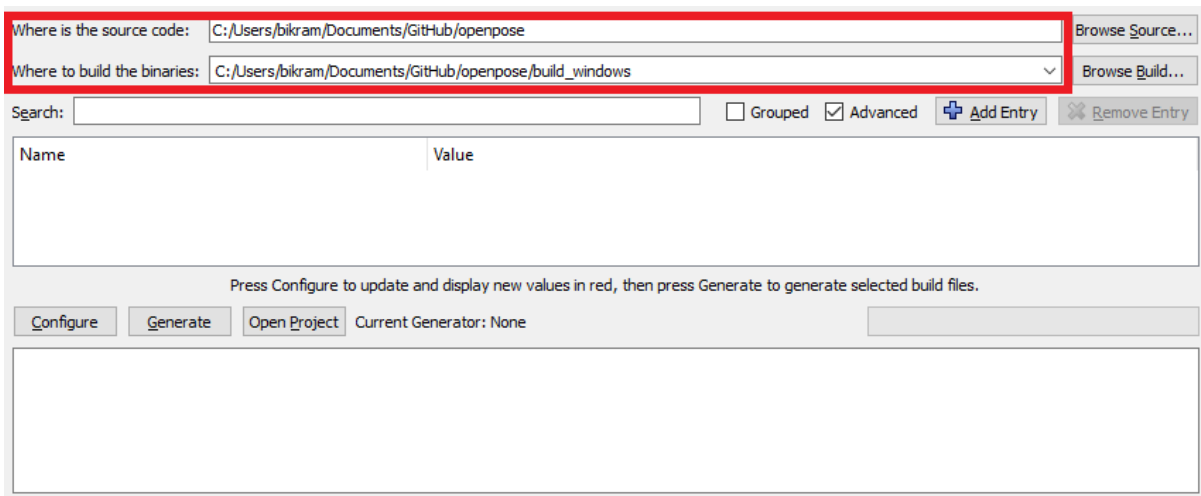 Where is the source code: C:/Users/bikram/Documents/GitHub/openpose Browse Source...
Where to build the binaries: C:/Users/bikram/Documents/GitHub/openpose/build_windows Browse Build...
Search: Grouped Advanced Add Entry Remove Entry
Name Value
Press Configure to update and display new values in red, then press Generate to generate selected build files.
Configure Generate Open Project Current Generator: None